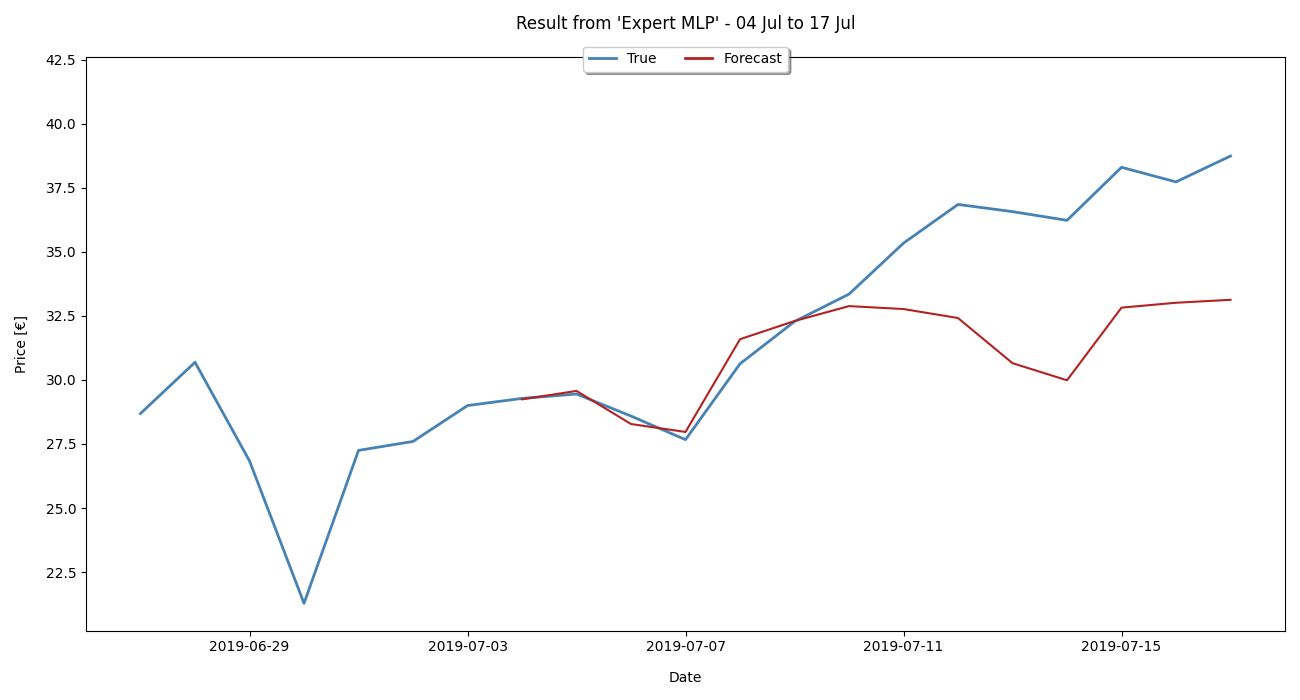 Result from 'Expert MLP' - 04 Jul to 17 Jul
True Forecast
42.5
40.0
37.5
35.0
32.5
30.0
27.5
25.0
22.5
Price [€]
2019-06-29 2019-07-03 2019-07-07 2019-07-11 2019-07-15
Date